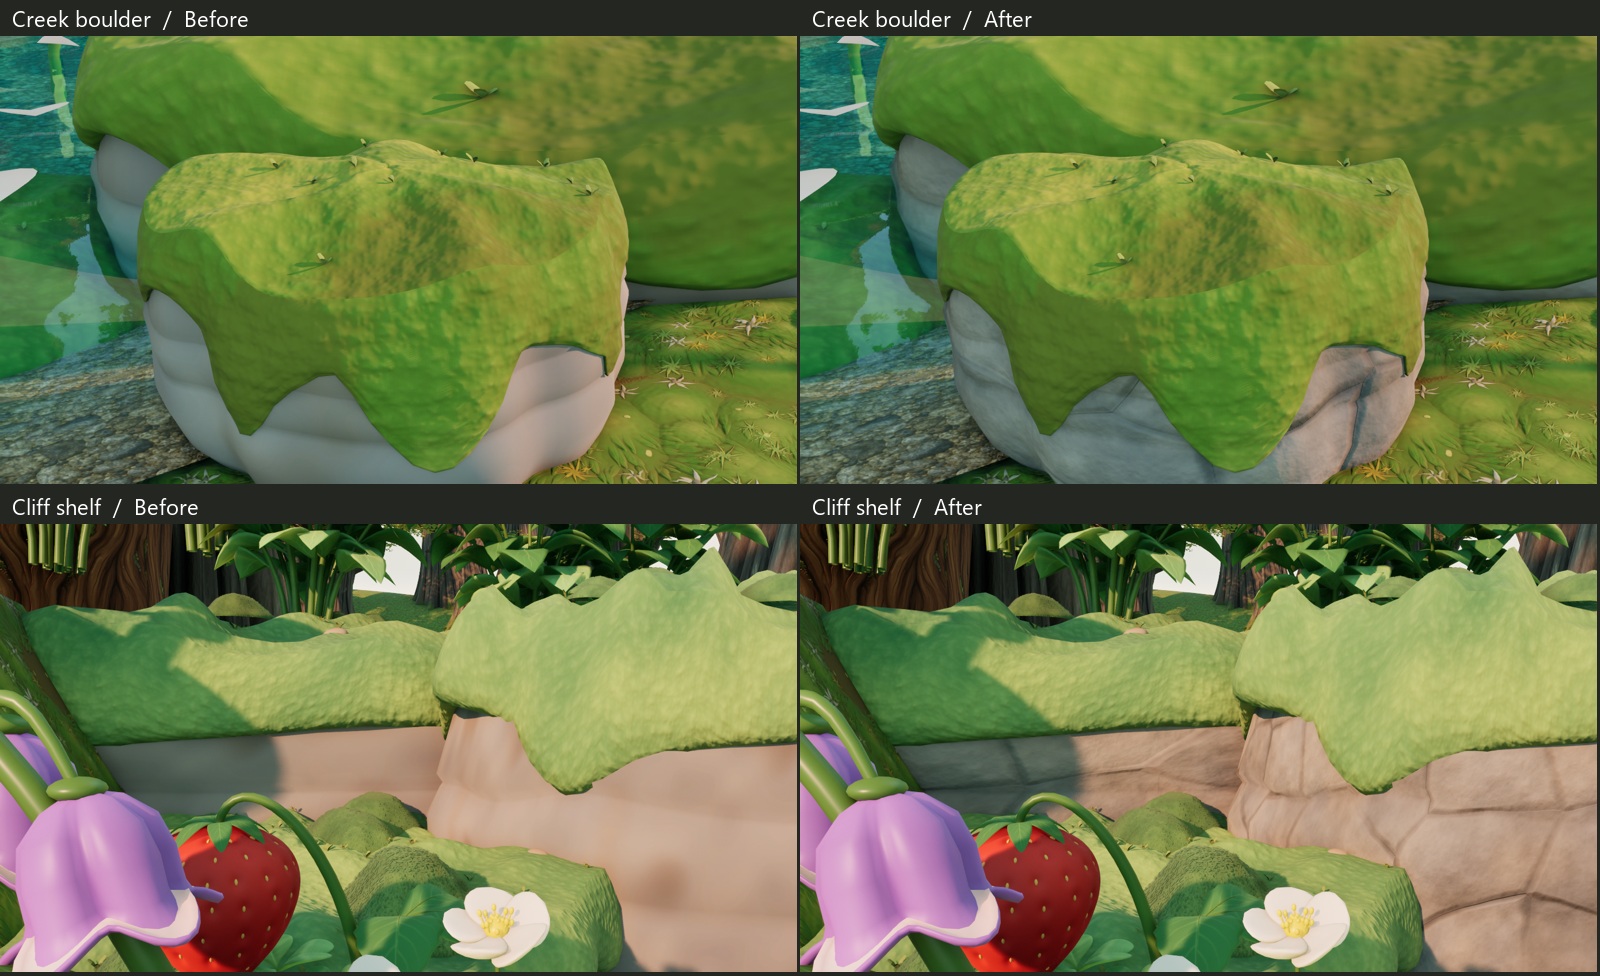 Creek boulder / Before
Creek boulder / After
Cliff shelf / Before
Cliff shelf / After